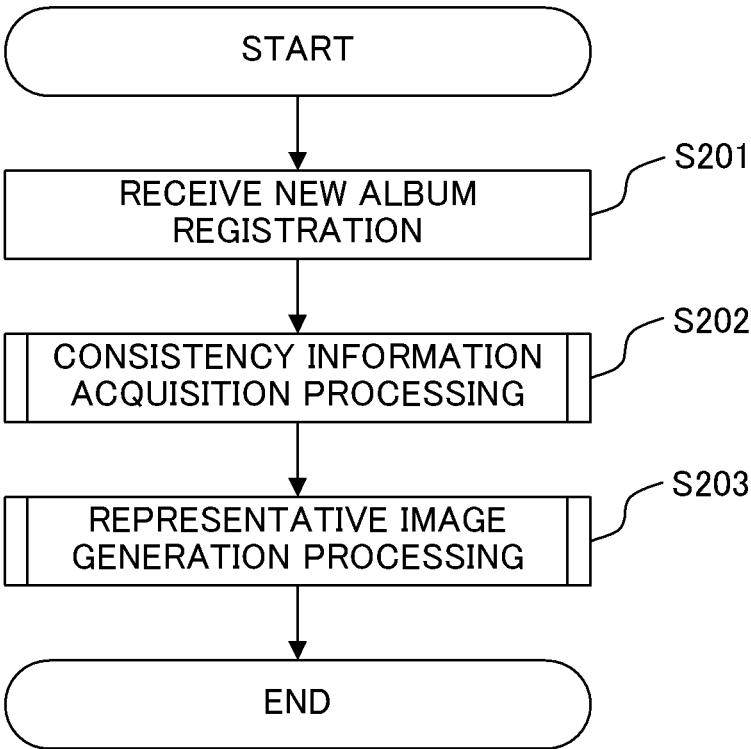 START
RECEIVE NEW ALBUM
REGISTRATION
S201
CONSISTENCY INFORMATION
ACQUISITION PROCESSING
S202
REPRESENTATIVE IMAGE
GENERATION PROCESSING
S203
END